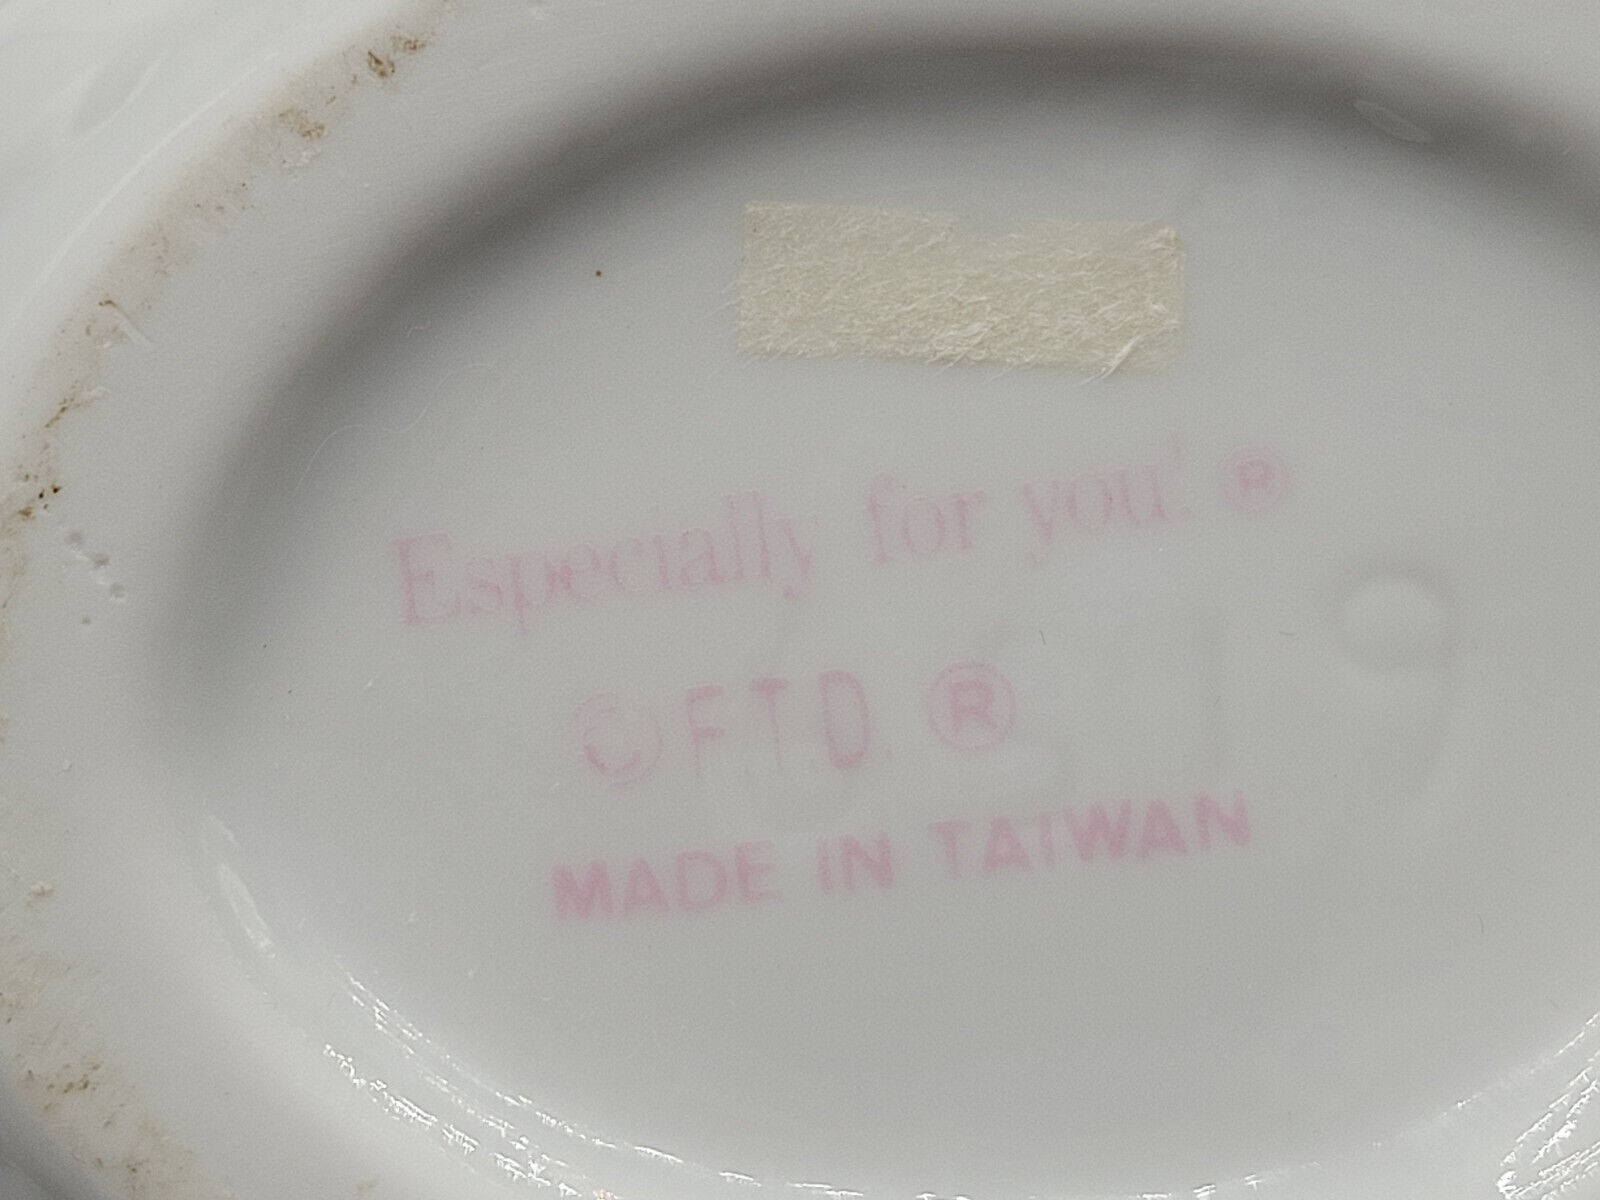 Especially for you! ®
© F.T.D. ®
MADE IN TAIWAN